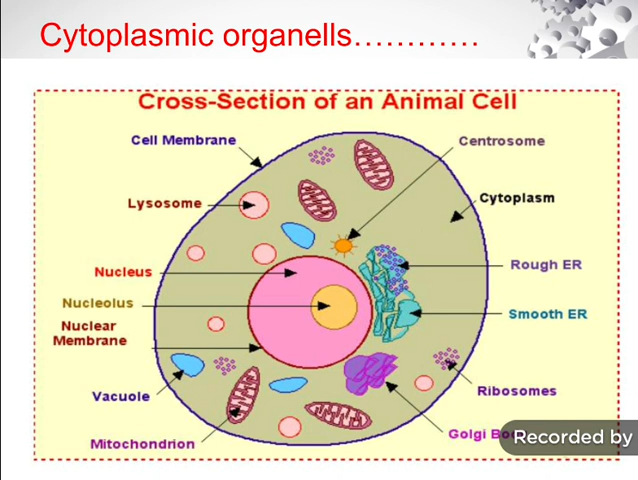 Cytoplasmic organells…………
Cross-Section of an Animal Cell
Cell Membrane
Centrosome
Lysosome
Cytoplasm
Nucleus
Rough ER
Nucleolus
Smooth ER
Nuclear
Membrane
Vacuole
Ribosomes
Mitochondrion
Golgi
Recorded by